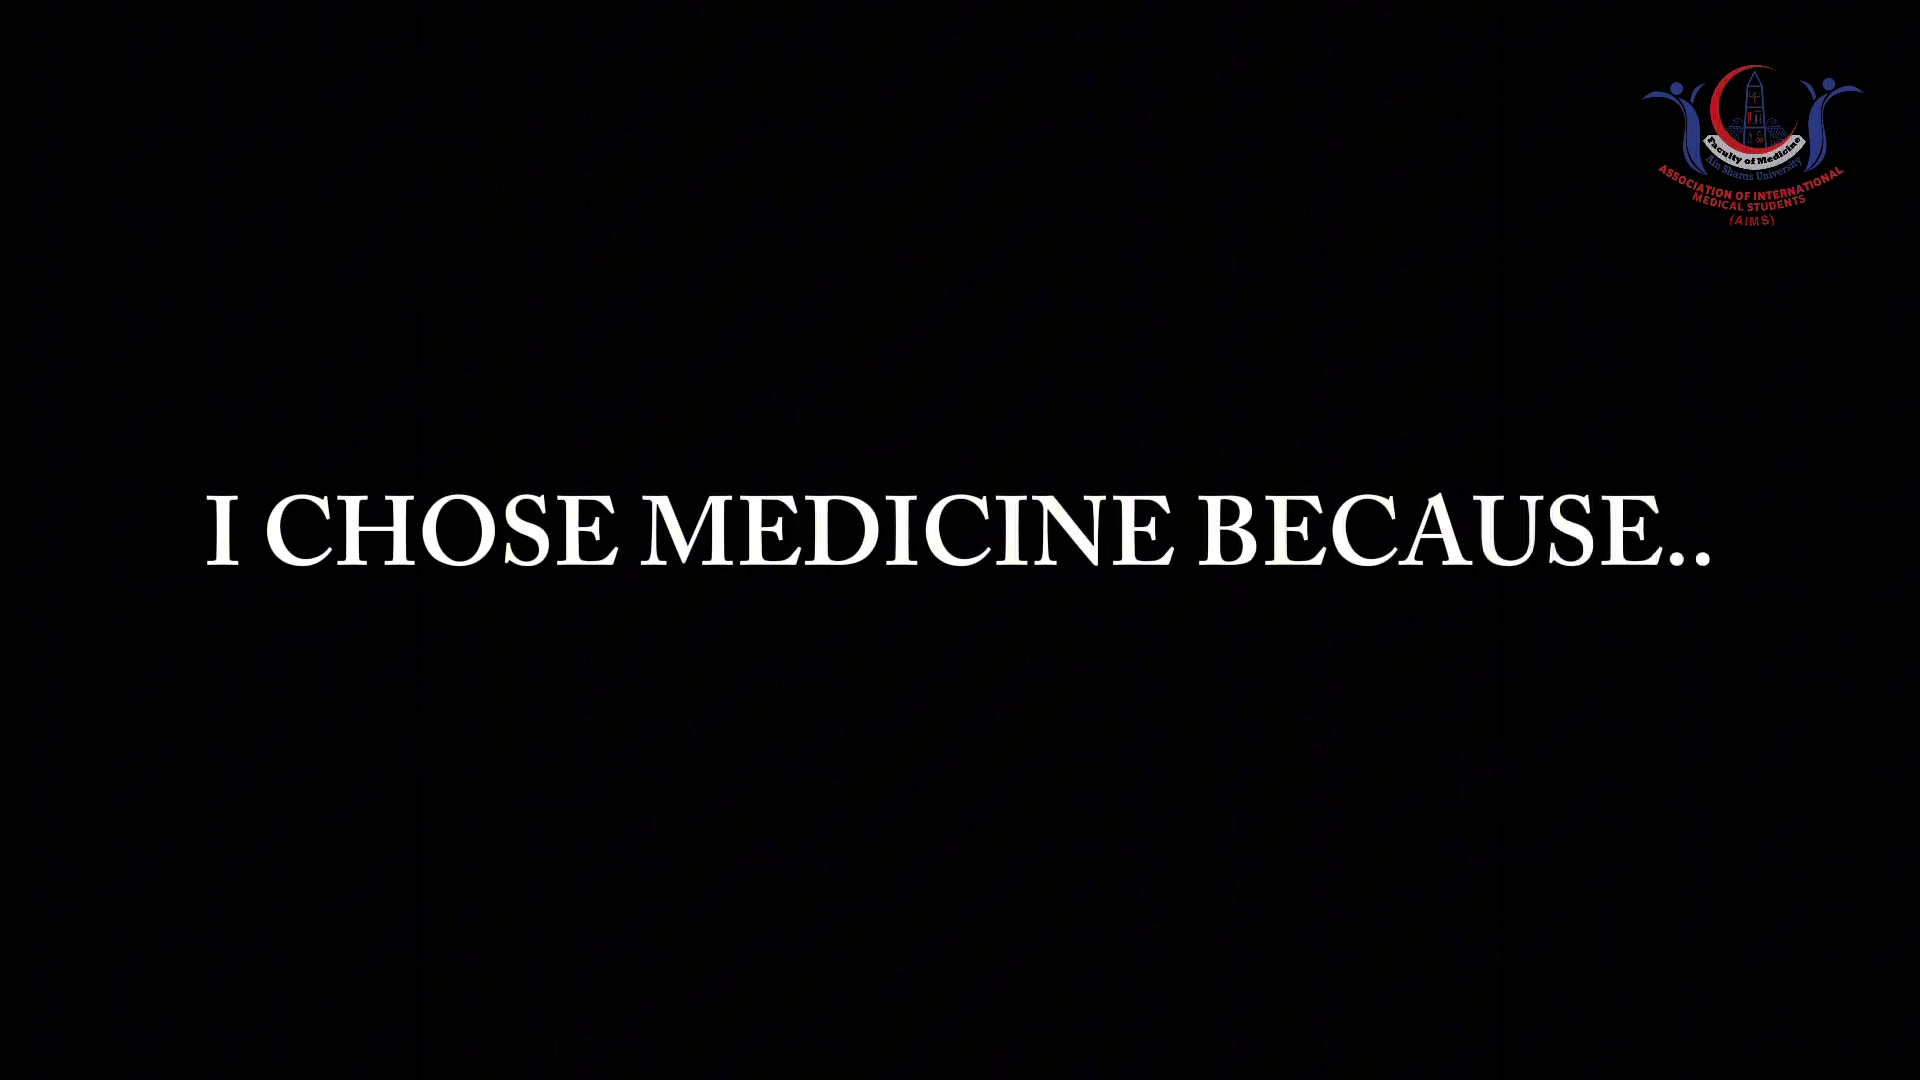 Faculty of Medicine
Ain Shams University
ASSOCIATION OF INTERNATIONAL
MEDICAL STUDENTS
(AIMS)
I CHOSE MEDICINE BECAUSE..